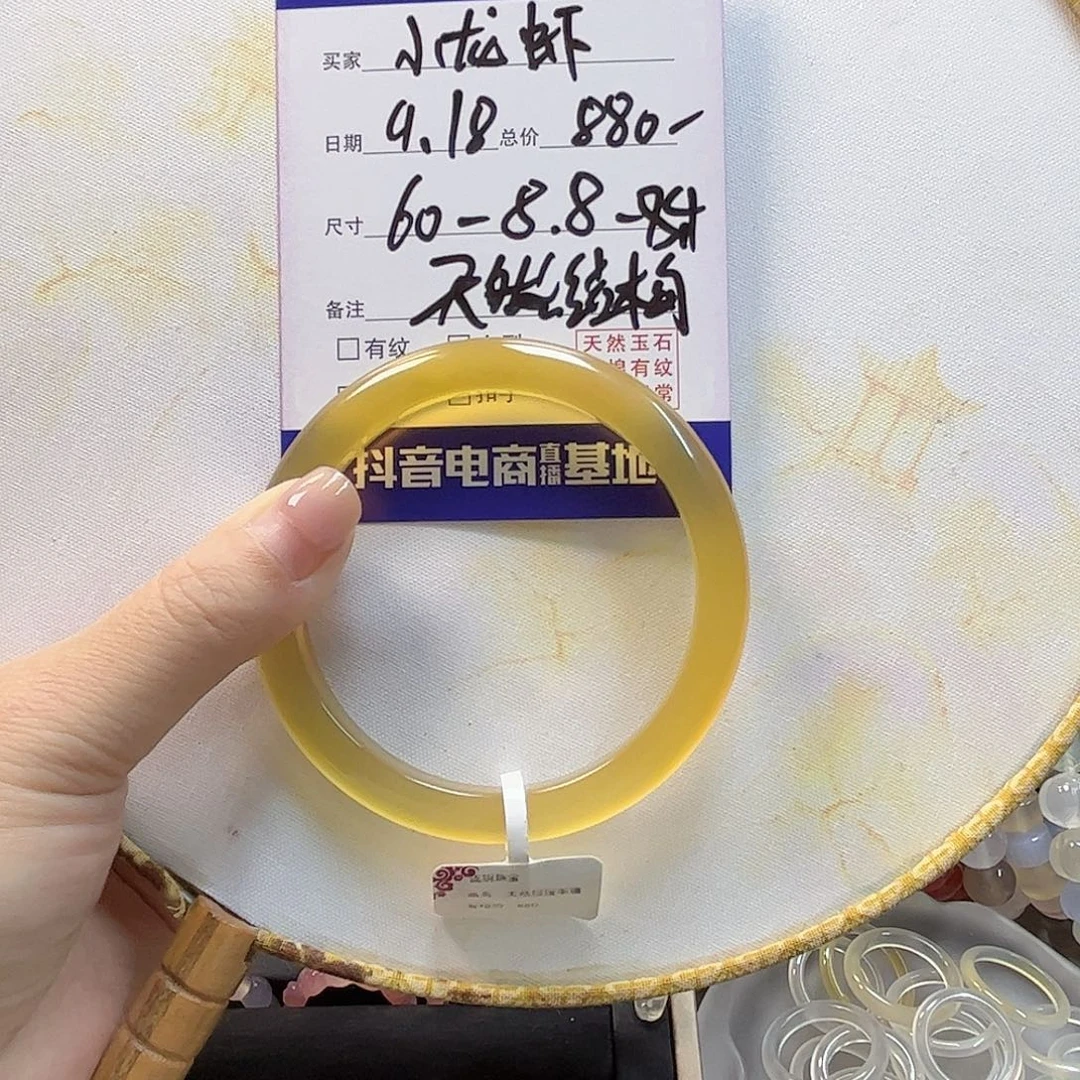 买家 小龙虾
日期 9.18 总价 880-
尺寸 60-8.8-
备注 天然结构
有纹
天然玉石
有纹
常
抖音电商直播基地